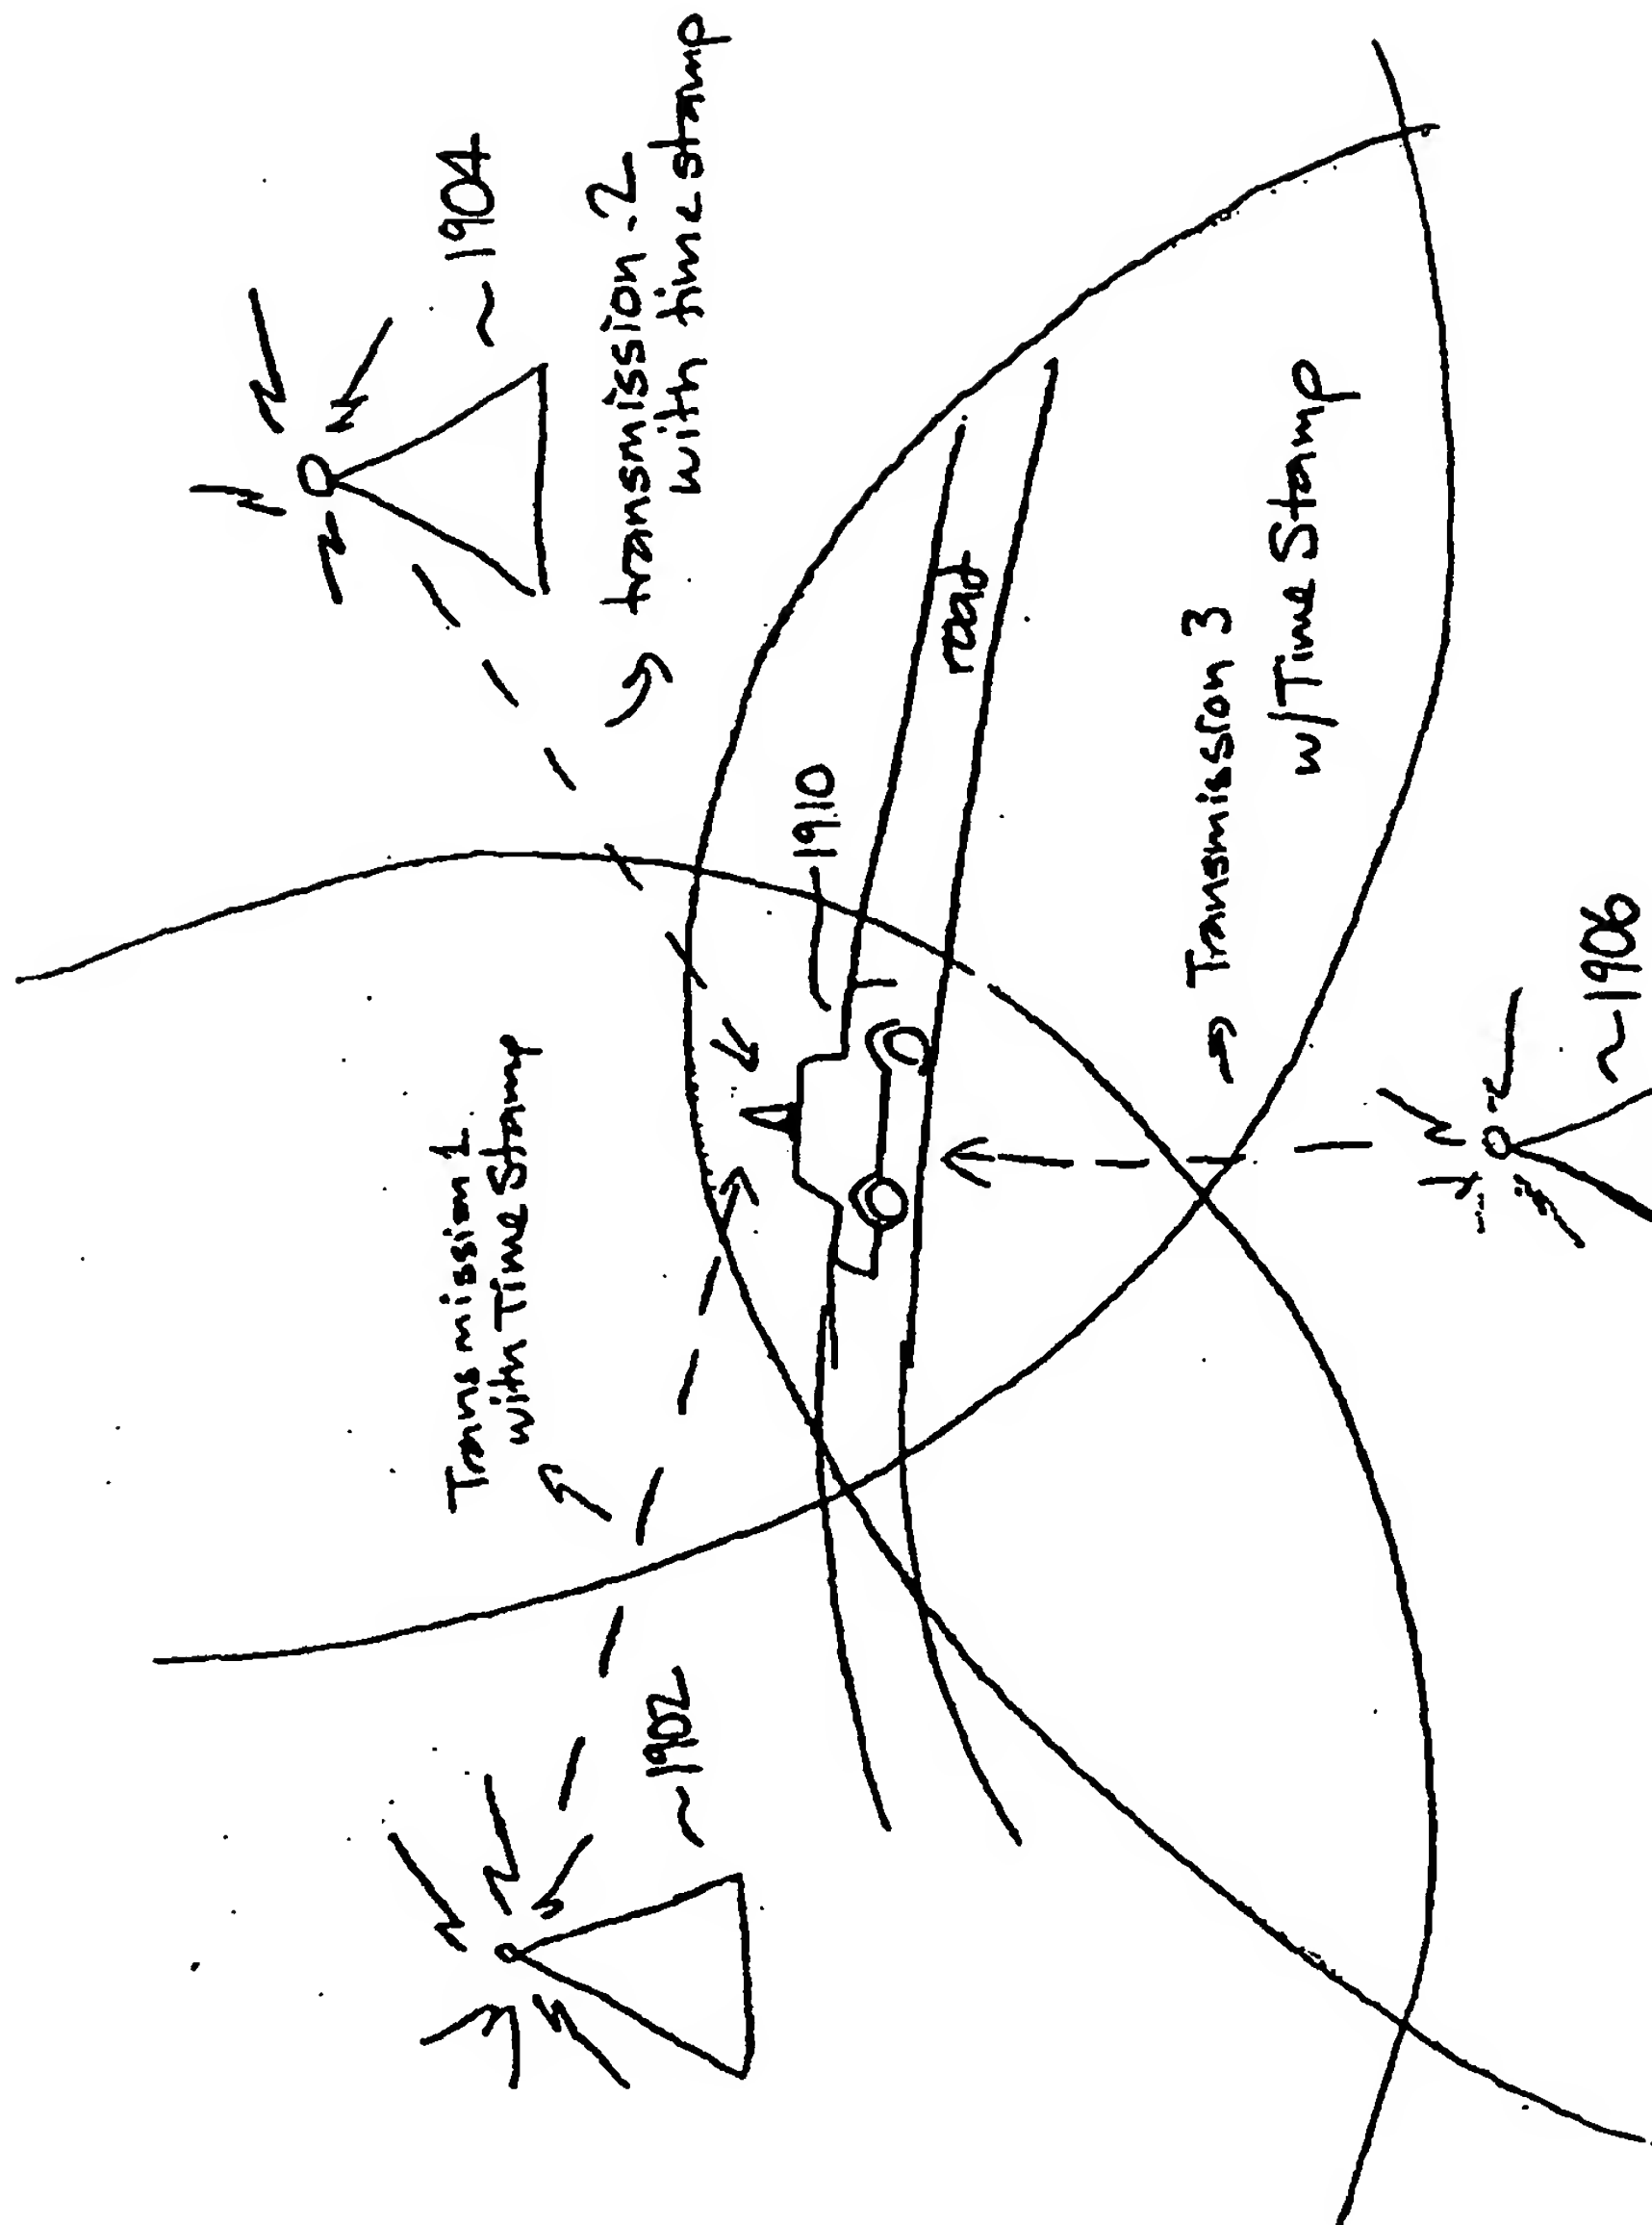 ~1904
transmission 2
with time stamp
Transmission 1
with Time Stamp
1910
road
~1902
Transmission 3
w/Time Stamp
~1906